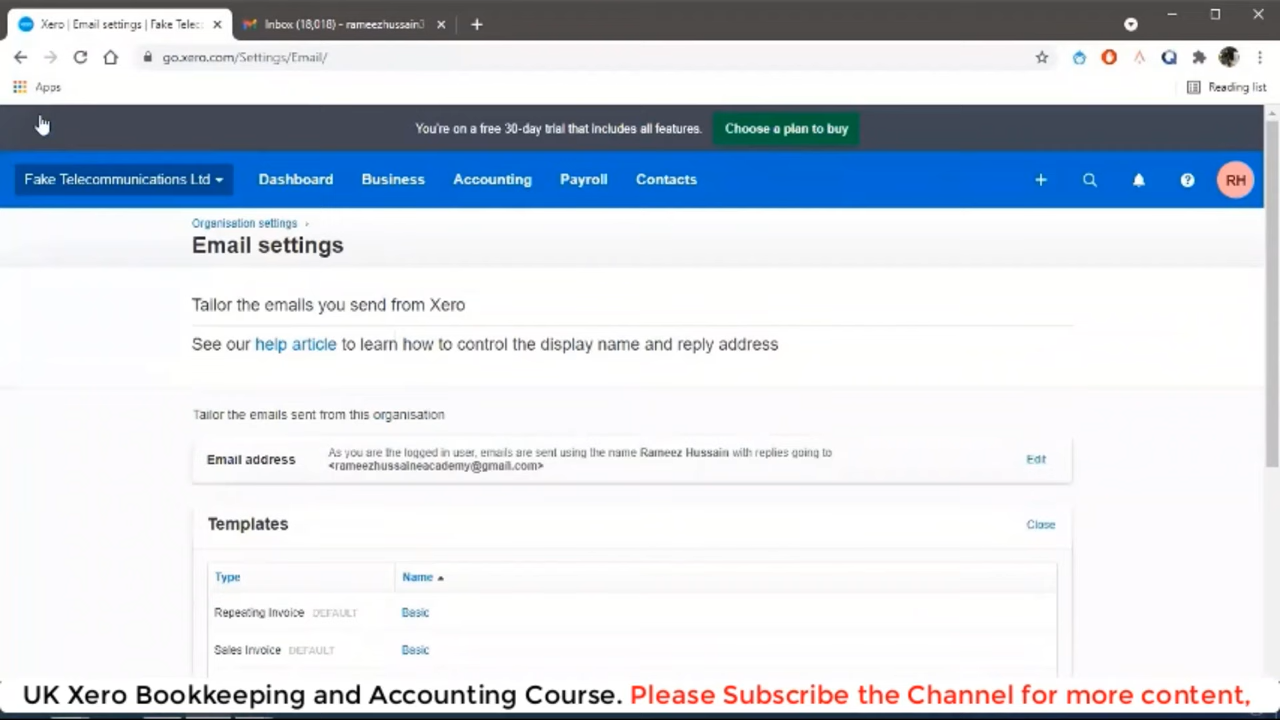 Xero | Email settings | Fake Telec
Inbox (18,018) - rameezhussain
go.xero.com/Settings/Email/
Apps
Reading list
You're on a free 30-day trial that includes all features.
Choose a plan to buy
Fake Telecommunications Ltd
Dashboard
Business
Accounting
Payroll
Contacts
RH
Organisation settings ›
Email settings
Tailor the emails you send from Xero
See our help article to learn how to control the display name and reply address
Tailor the emails sent from this organisation
Email address
As you are the logged in user, emails are sent using the name Rameez Hussain with replies going to
<rameezhussaineacademy@gmail.com>
Edit
Templates
Close
Type
Name
Repeating Invoice DEFAULT
Basic
Sales Invoice DEFAULT
Basic
UK Xero Bookkeeping and Accounting Course. Please Subscribe the Channel for more content,